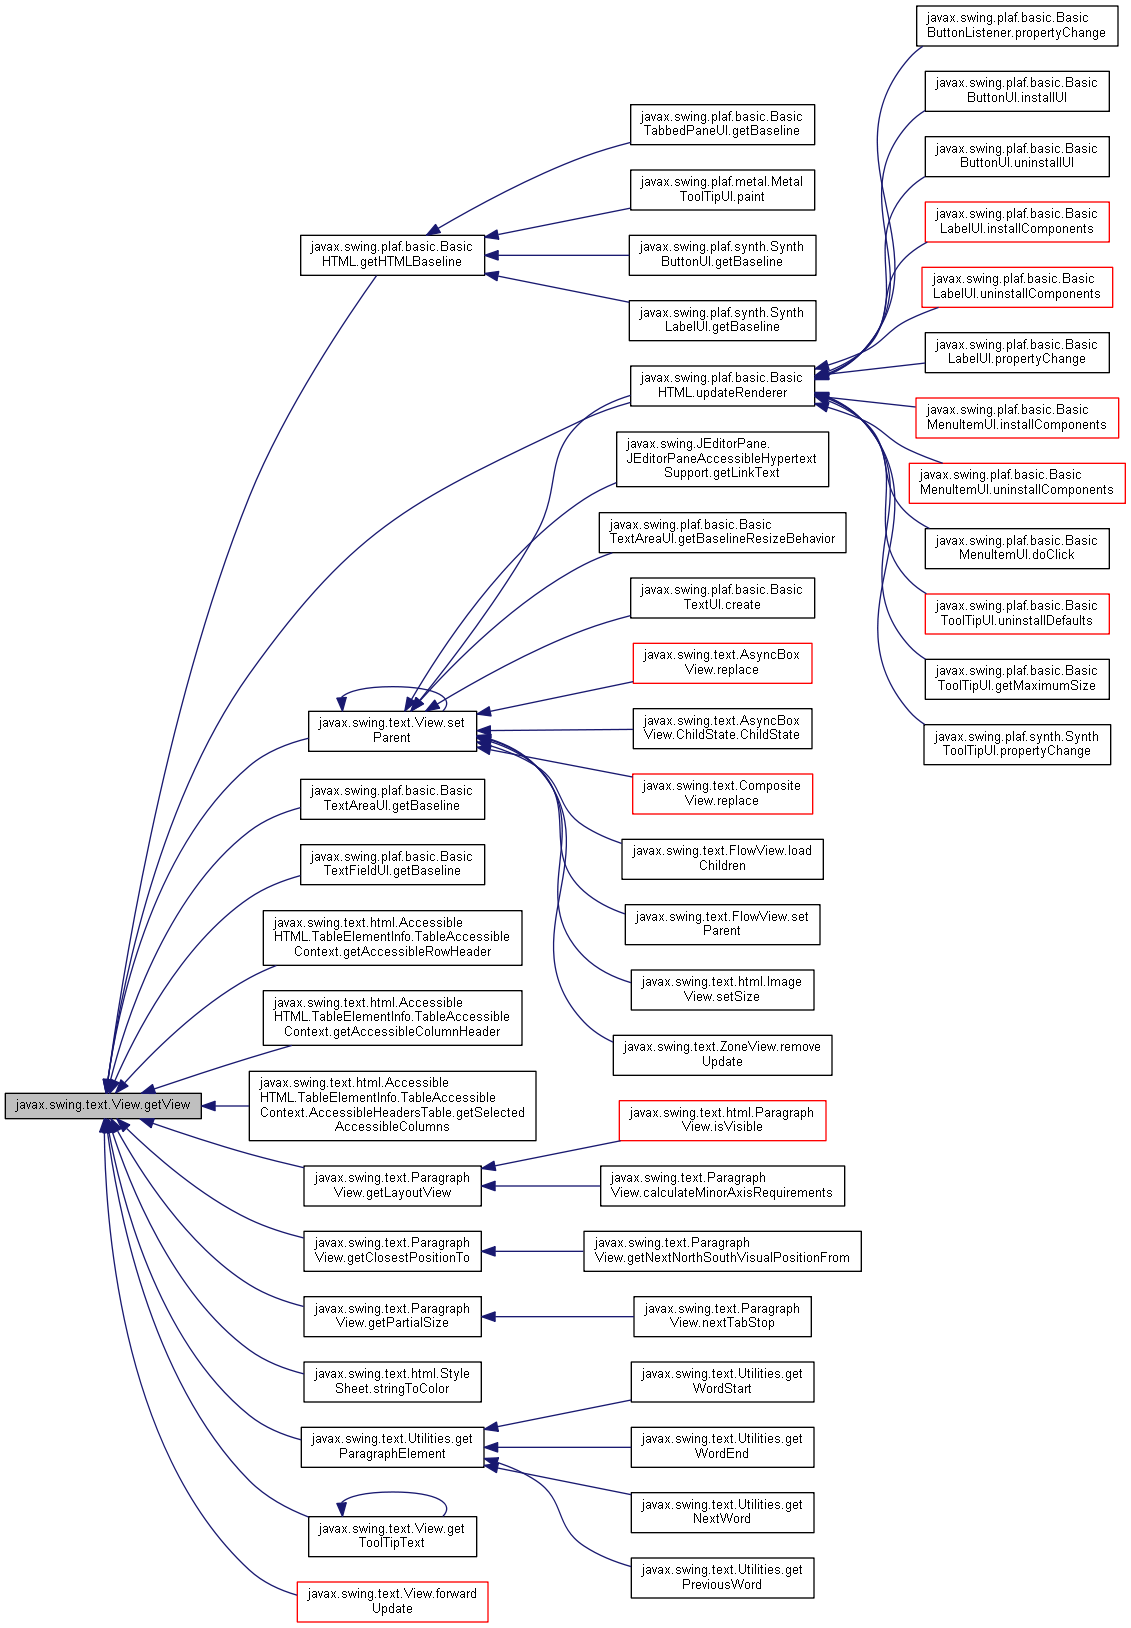 javax.swing.plaf.basic.Basic
ButtonListener.propertyChange
javax.swing.plaf.basic.Basic
ButtonUI.installUI
javax.swing.plaf.basic.Basic
TabbedPaneUI.getBaseline
javax.swing.plaf.basic.Basic
ButtonUI.uninstallUI
javax.swing.plaf.metal.Metal
ToolTipUI.paint
javax.swing.plaf.basic.Basic
LabelUI.installComponents
javax.swing.plaf.basic.Basic
HTML.getHTMLBaseline
javax.swing.plaf.synth.Synth
ButtonUI.getBaseline
javax.swing.plaf.basic.Basic
LabelUI.uninstallComponents
javax.swing.plaf.synth.Synth
LabelUI.getBaseline
javax.swing.plaf.basic.Basic
LabelUI.propertyChange
javax.swing.plaf.basic.Basic
HTML.updateRenderer
javax.swing.plaf.basic.Basic
MenuItemUI.installComponents
javax.swing.JEditorPane.
JEditorPaneAccessibleHypertext
Support.getLinkText
javax.swing.plaf.basic.Basic
MenuItemUI.uninstallComponents
javax.swing.plaf.basic.Basic
TextAreaUI.getBaselineResizeBehavior
javax.swing.plaf.basic.Basic
MenuItemUI.doClick
javax.swing.plaf.basic.Basic
TextUI.create
javax.swing.plaf.basic.Basic
ToolTipUI.uninstallDefaults
javax.swing.text.AsyncBox
View.replace
javax.swing.plaf.basic.Basic
ToolTipUI.getMaximumSize
javax.swing.text.View.set
Parent
javax.swing.text.AsyncBox
View.ChildState.ChildState
javax.swing.plaf.synth.Synth
ToolTipUI.propertyChange
javax.swing.plaf.basic.Basic
TextAreaUI.getBaseline
javax.swing.text.Composite
View.replace
javax.swing.plaf.basic.Basic
TextFieldUI.getBaseline
javax.swing.text.FlowView.load
Children
javax.swing.text.html.Accessible
HTML.TableElementInfo.TableAccessible
Context.getAccessibleRowHeader
javax.swing.text.FlowView.set
Parent
javax.swing.text.html.Accessible
HTML.TableElementInfo.TableAccessible
Context.getAccessibleColumnHeader
javax.swing.text.html.Image
View.setSize
javax.swing.text.ZoneView.remove
Update
javax.swing.text.View.getView
javax.swing.text.html.Accessible
HTML.TableElementInfo.TableAccessible
Context.AccessibleHeadersTable.getSelected
AccessibleColumns
javax.swing.text.html.Paragraph
View.isVisible
javax.swing.text.Paragraph
View.getLayoutView
javax.swing.text.Paragraph
View.calculateMinorAxisRequirements
javax.swing.text.Paragraph
View.getClosestPositionTo
javax.swing.text.Paragraph
View.getNextNorthSouthVisualPositionFrom
javax.swing.text.Paragraph
View.getPartialSize
javax.swing.text.Paragraph
View.nextTabStop
javax.swing.text.html.Style
Sheet.stringToColor
javax.swing.text.Utilities.get
WordStart
javax.swing.text.Utilities.get
ParagraphElement
javax.swing.text.Utilities.get
WordEnd
javax.swing.text.Utilities.get
NextWord
javax.swing.text.View.get
ToolTipText
javax.swing.text.Utilities.get
PreviousWord
javax.swing.text.View.forward
Update